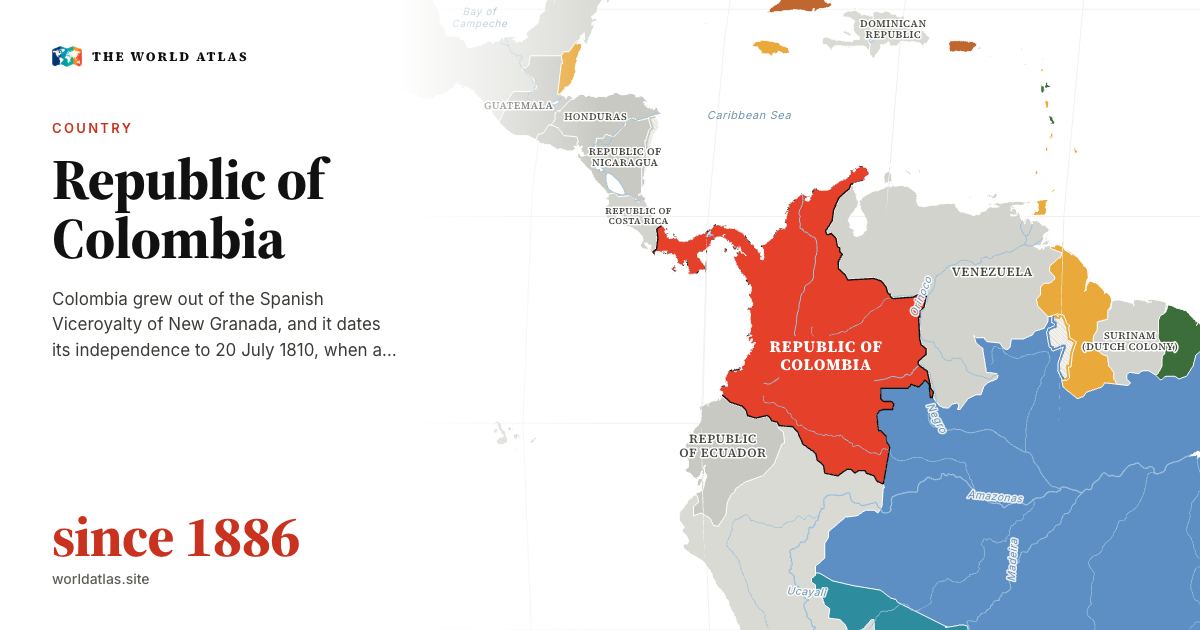 THE WORLD ATLAS
COUNTRY
Republic of
Colombia
Colombia grew out of the Spanish
Viceroyalty of New Granada, and it dates
its independence to 20 July 1810, when a...
since 1886
worldatlas.site
Bay of
Campeche
DOMINICAN
REPUBLIC
GUATEMALA
HONDURAS
Caribbean Sea
REPUBLIC OF
NICARAGUA
REPUBLIC OF
COSTA RICA
VENEZUELA
Orinoco
REPUBLIC OF
COLOMBIA
SURINAM
(DUTCH COLONY)
Negro
REPUBLIC
OF ECUADOR
Amazonas
Madeira
Ucayali